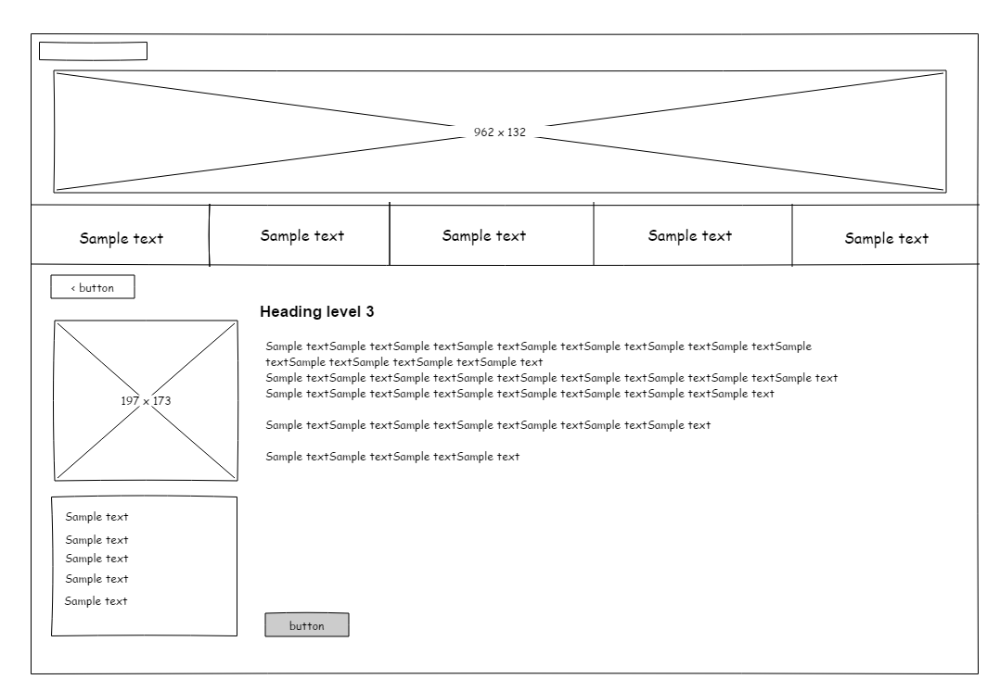 962 x 132
Sample text Sample text Sample text Sample text Sample text
< button
Heading level 3
Sample textSample textSample textSample textSample textSample textSample textSample textSample
textSample textSample textSample textSample text
Sample textSample textSample textSample textSample textSample textSample textSample textSample text
Sample textSample textSample textSample textSample textSample textSample textSample text
Sample textSample textSample textSample textSample textSample textSample text
Sample textSample textSample textSample text
197 x 173
Sample text
Sample text
Sample text
Sample text
Sample text
button